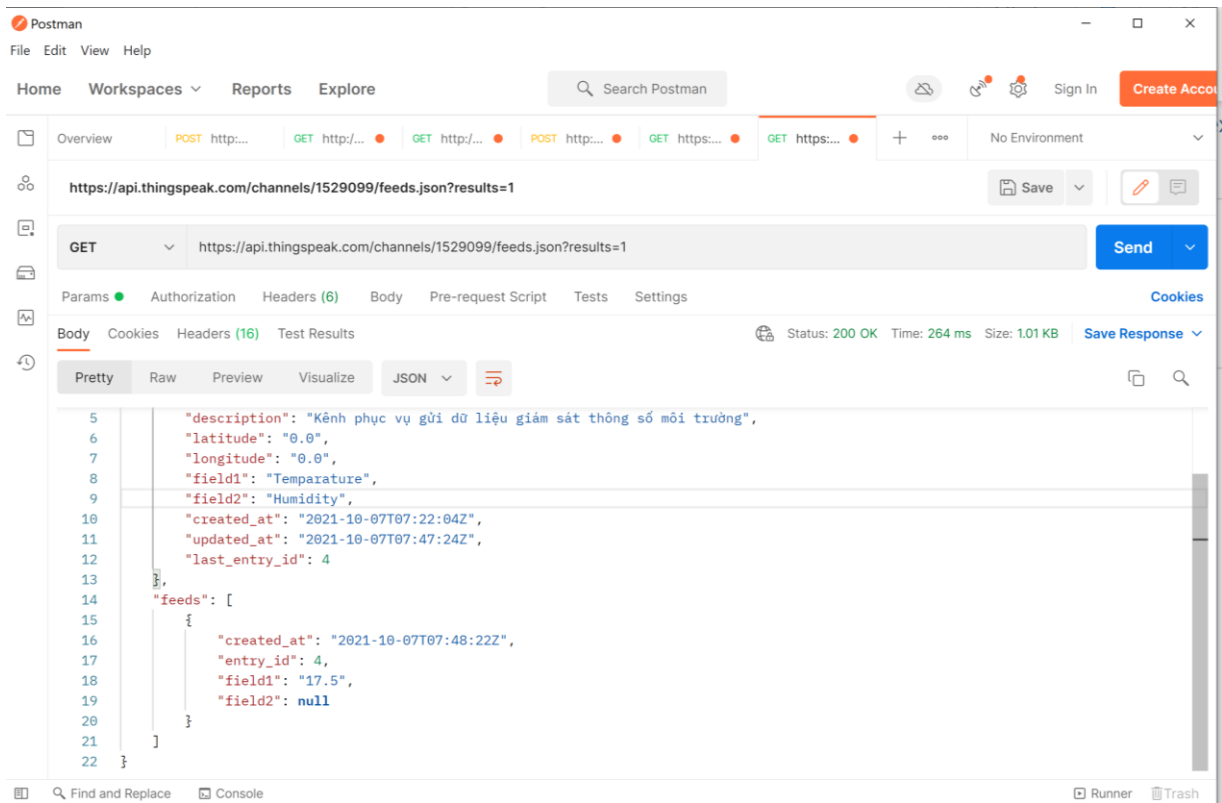 Postman
File Edit View Help
Home Workspaces Reports Explore Search Postman Sign In Create Accou
Overview POST http:... GET http:/... GET http:/... POST http:... GET https:... GET https:... No Environment
https://api.thingspeak.com/channels/1529099/feeds.json?results=1 Save
GET https://api.thingspeak.com/channels/1529099/feeds.json?results=1 Send
Params Authorization Headers (6) Body Pre-request Script Tests Settings Cookies
Body Cookies Headers (16) Test Results Status: 200 OK Time: 264 ms Size: 1.01 KB Save Response
Pretty Raw Preview Visualize JSON
5 "description": "Kênh phục vụ gửi dữ liệu giám sát thông số môi trường",
6 "latitude": "0.0",
7 "longitude": "0.0",
8 "field1": "Temparature",
9 "field2": "Humidity",
10 "created_at": "2021-10-07T07:22:04Z",
11 "updated_at": "2021-10-07T07:47:24Z",
12 "last_entry_id": 4
13 },
14 "feeds": [
15 {
16 "created_at": "2021-10-07T07:48:22Z",
17 "entry_id": 4,
18 "field1": "17.5",
19 "field2": null
20 }
21 ]
22 }
Find and Replace Console Runner Trash